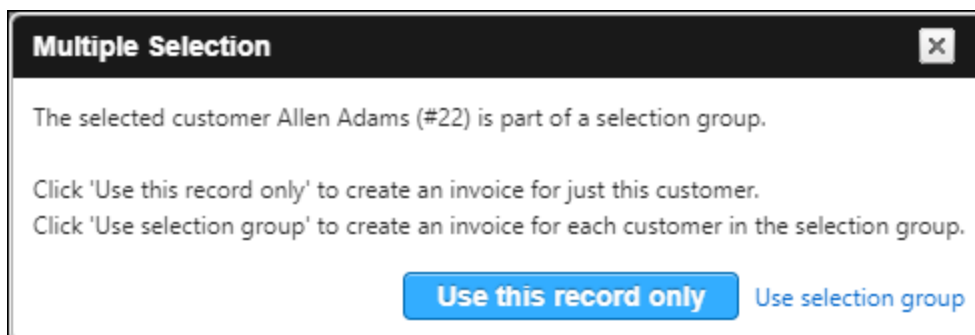 Multiple Selection
The selected customer Allen Adams (#22) is part of a selection group.
Click 'Use this record only' to create an invoice for just this customer.
Click 'Use selection group' to create an invoice for each customer in the selection group.
Use this record only Use selection group